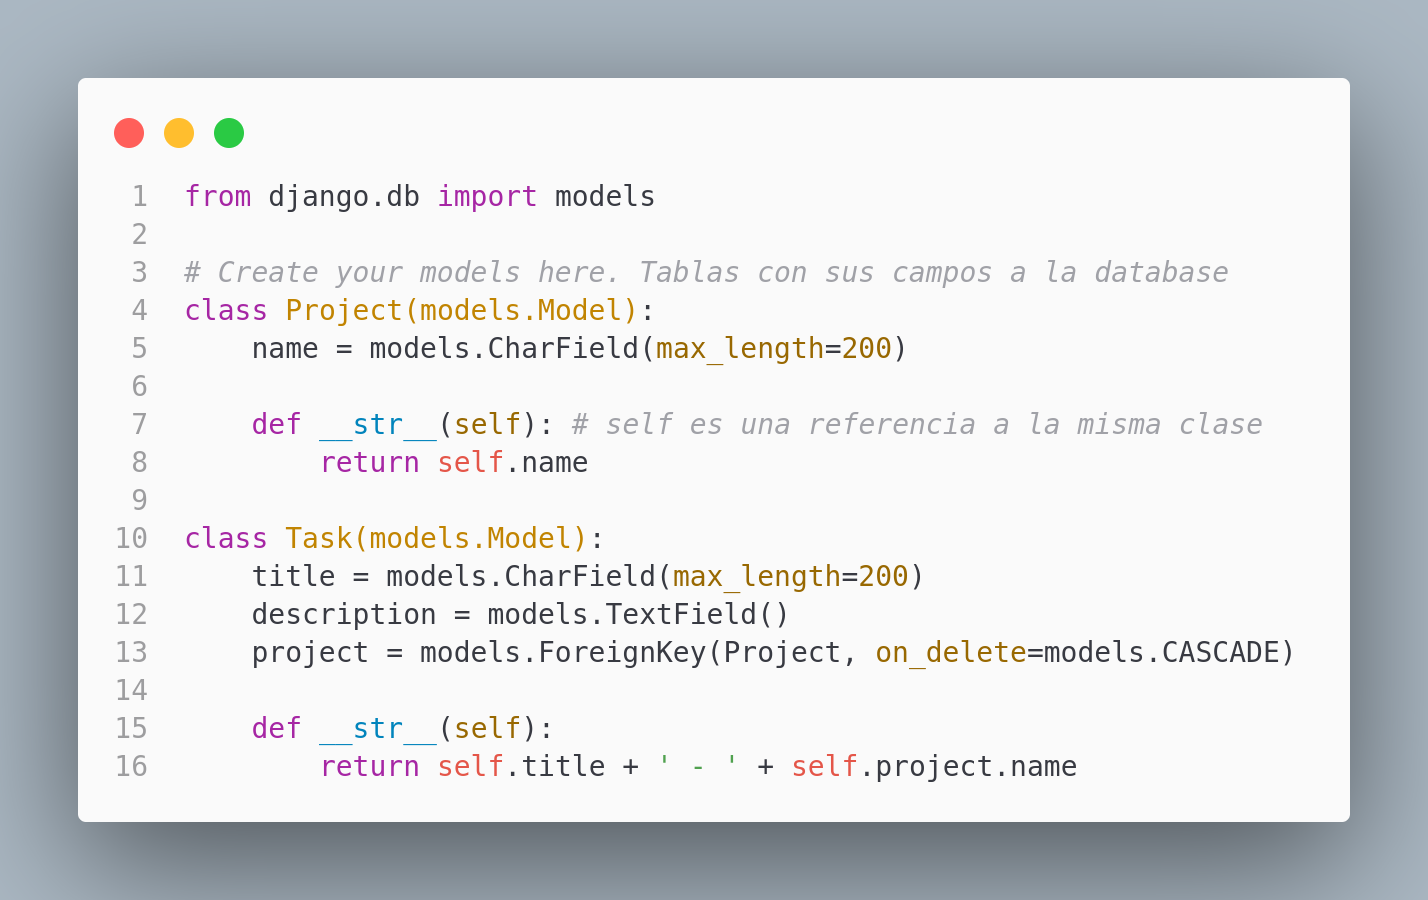 1 from django.db import models
2
3 # Create your models here. Tablas con sus campos a la database
4 class Project(models.Model):
5     name = models.CharField(max_length=200)
6
7     def __str__(self): # self es una referencia a la misma clase
8         return self.name
9
10 class Task(models.Model):
11     title = models.CharField(max_length=200)
12     description = models.TextField()
13     project = models.ForeignKey(Project, on_delete=models.CASCADE)
14
15     def __str__(self):
16         return self.title + ' - ' + self.project.name